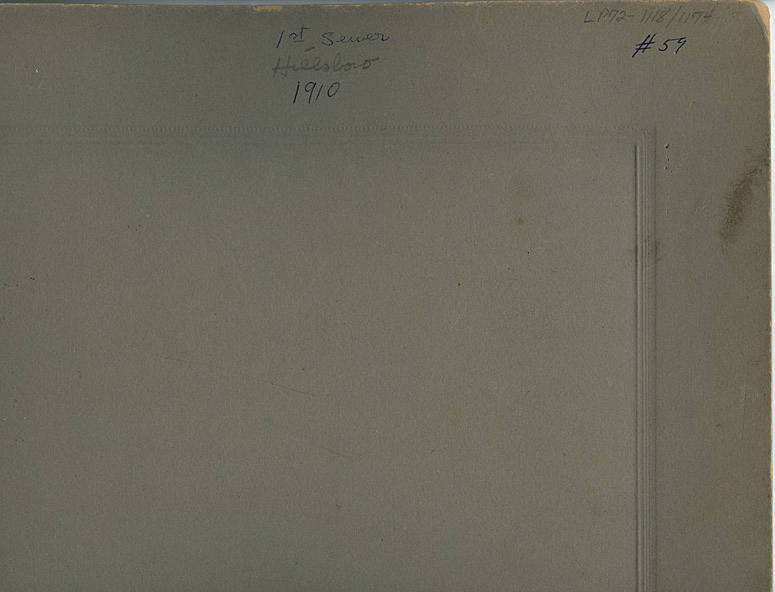 LP72-1118/1174
1st Sewer
#59
Hillsboro
1910